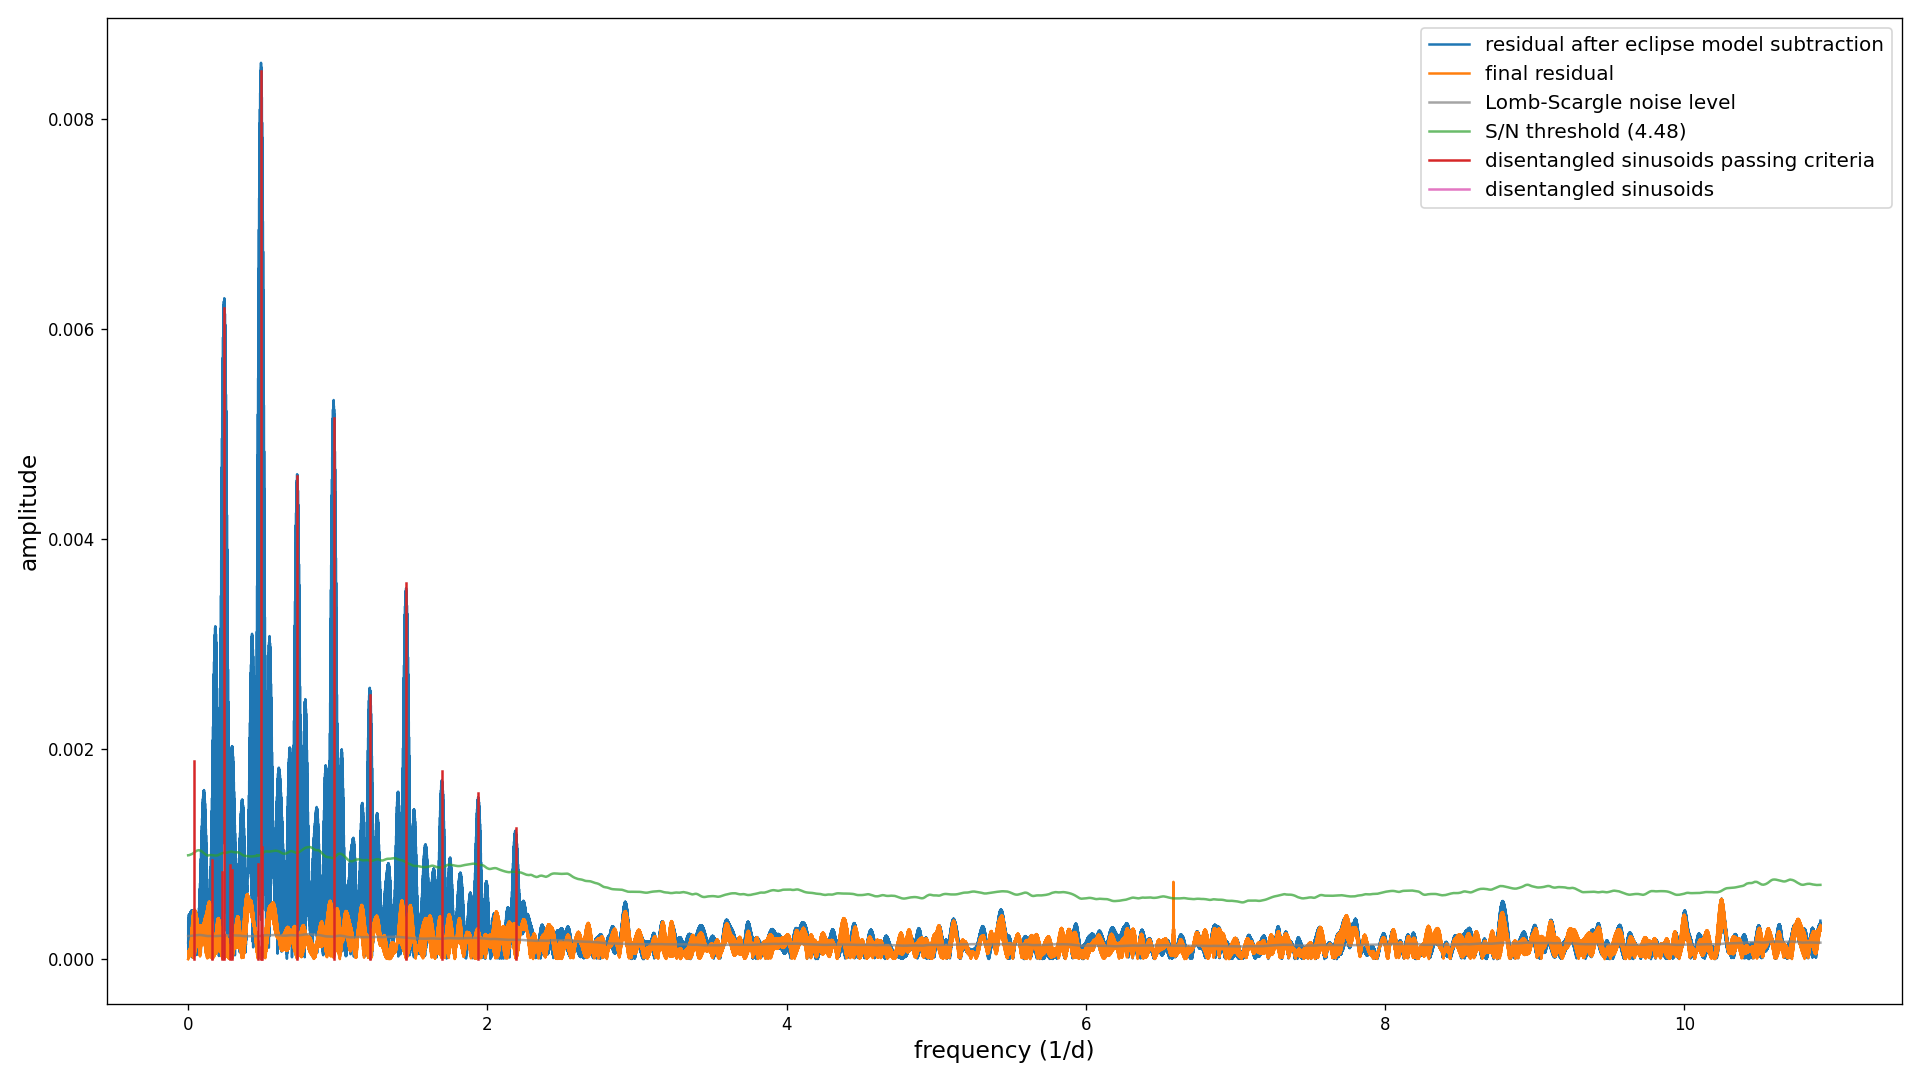 residual after eclipse model subtraction
final residual
Lomb-Scargle noise level
S/N threshold (4.48)
disentangled sinusoids passing criteria
disentangled sinusoids
0.008
0.006
0.004
0.002
0.000
amplitude
0 2 4 6 8 10
frequency (1/d)